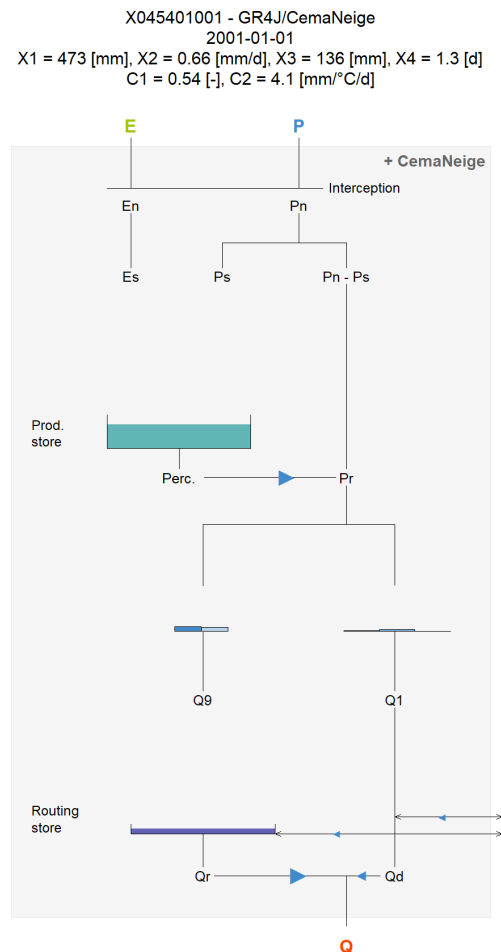 X045401001 - GR4J/CemaNeige
2001-01-01
X1 = 473 [mm], X2 = 0.66 [mm/d], X3 = 136 [mm], X4 = 1.3 [d]
C1 = 0.54 [-], C2 = 4.1 [mm/°C/d]
E P
+ CemaNeige
Interception
En Pn
Es Ps Pn - Ps
Prod.
store
Perc. Pr
Q9 Q1
Routing
store
Qr Qd
Q